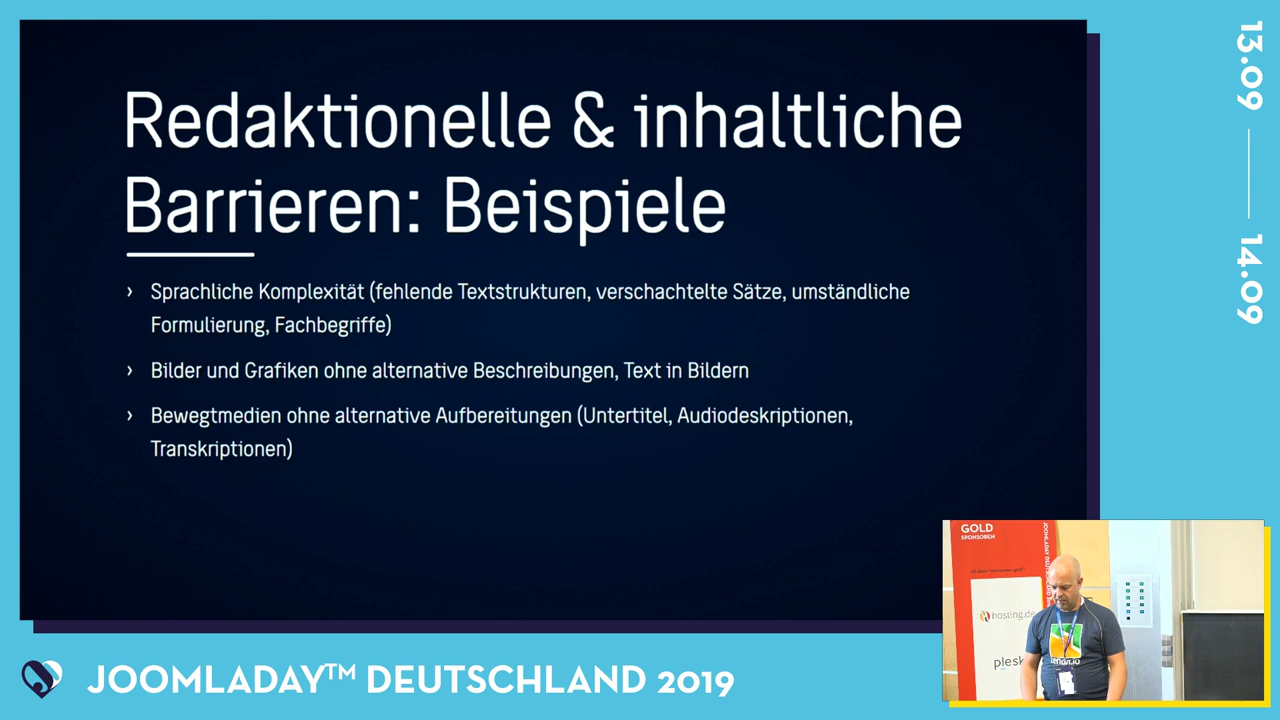 Redaktionelle & inhaltliche
Barrieren: Beispiele
› Sprachliche Komplexität (fehlende Textstrukturen, verschachtelte Sätze, umständliche
Formulierung, Fachbegriffe)
› Bilder und Grafiken ohne alternative Beschreibungen, Text in Bildern
› Bewegtmedien ohne alternative Aufbereitungen (Untertitel, Audiodeskriptionen,
Transkriptionen)
13.09
14.09
GOLD
SPONSOREN
JOOMLADAY DEUTSCHLAND
hosting.de
plesk
JOOMLADAY™ DEUTSCHLAND 2019